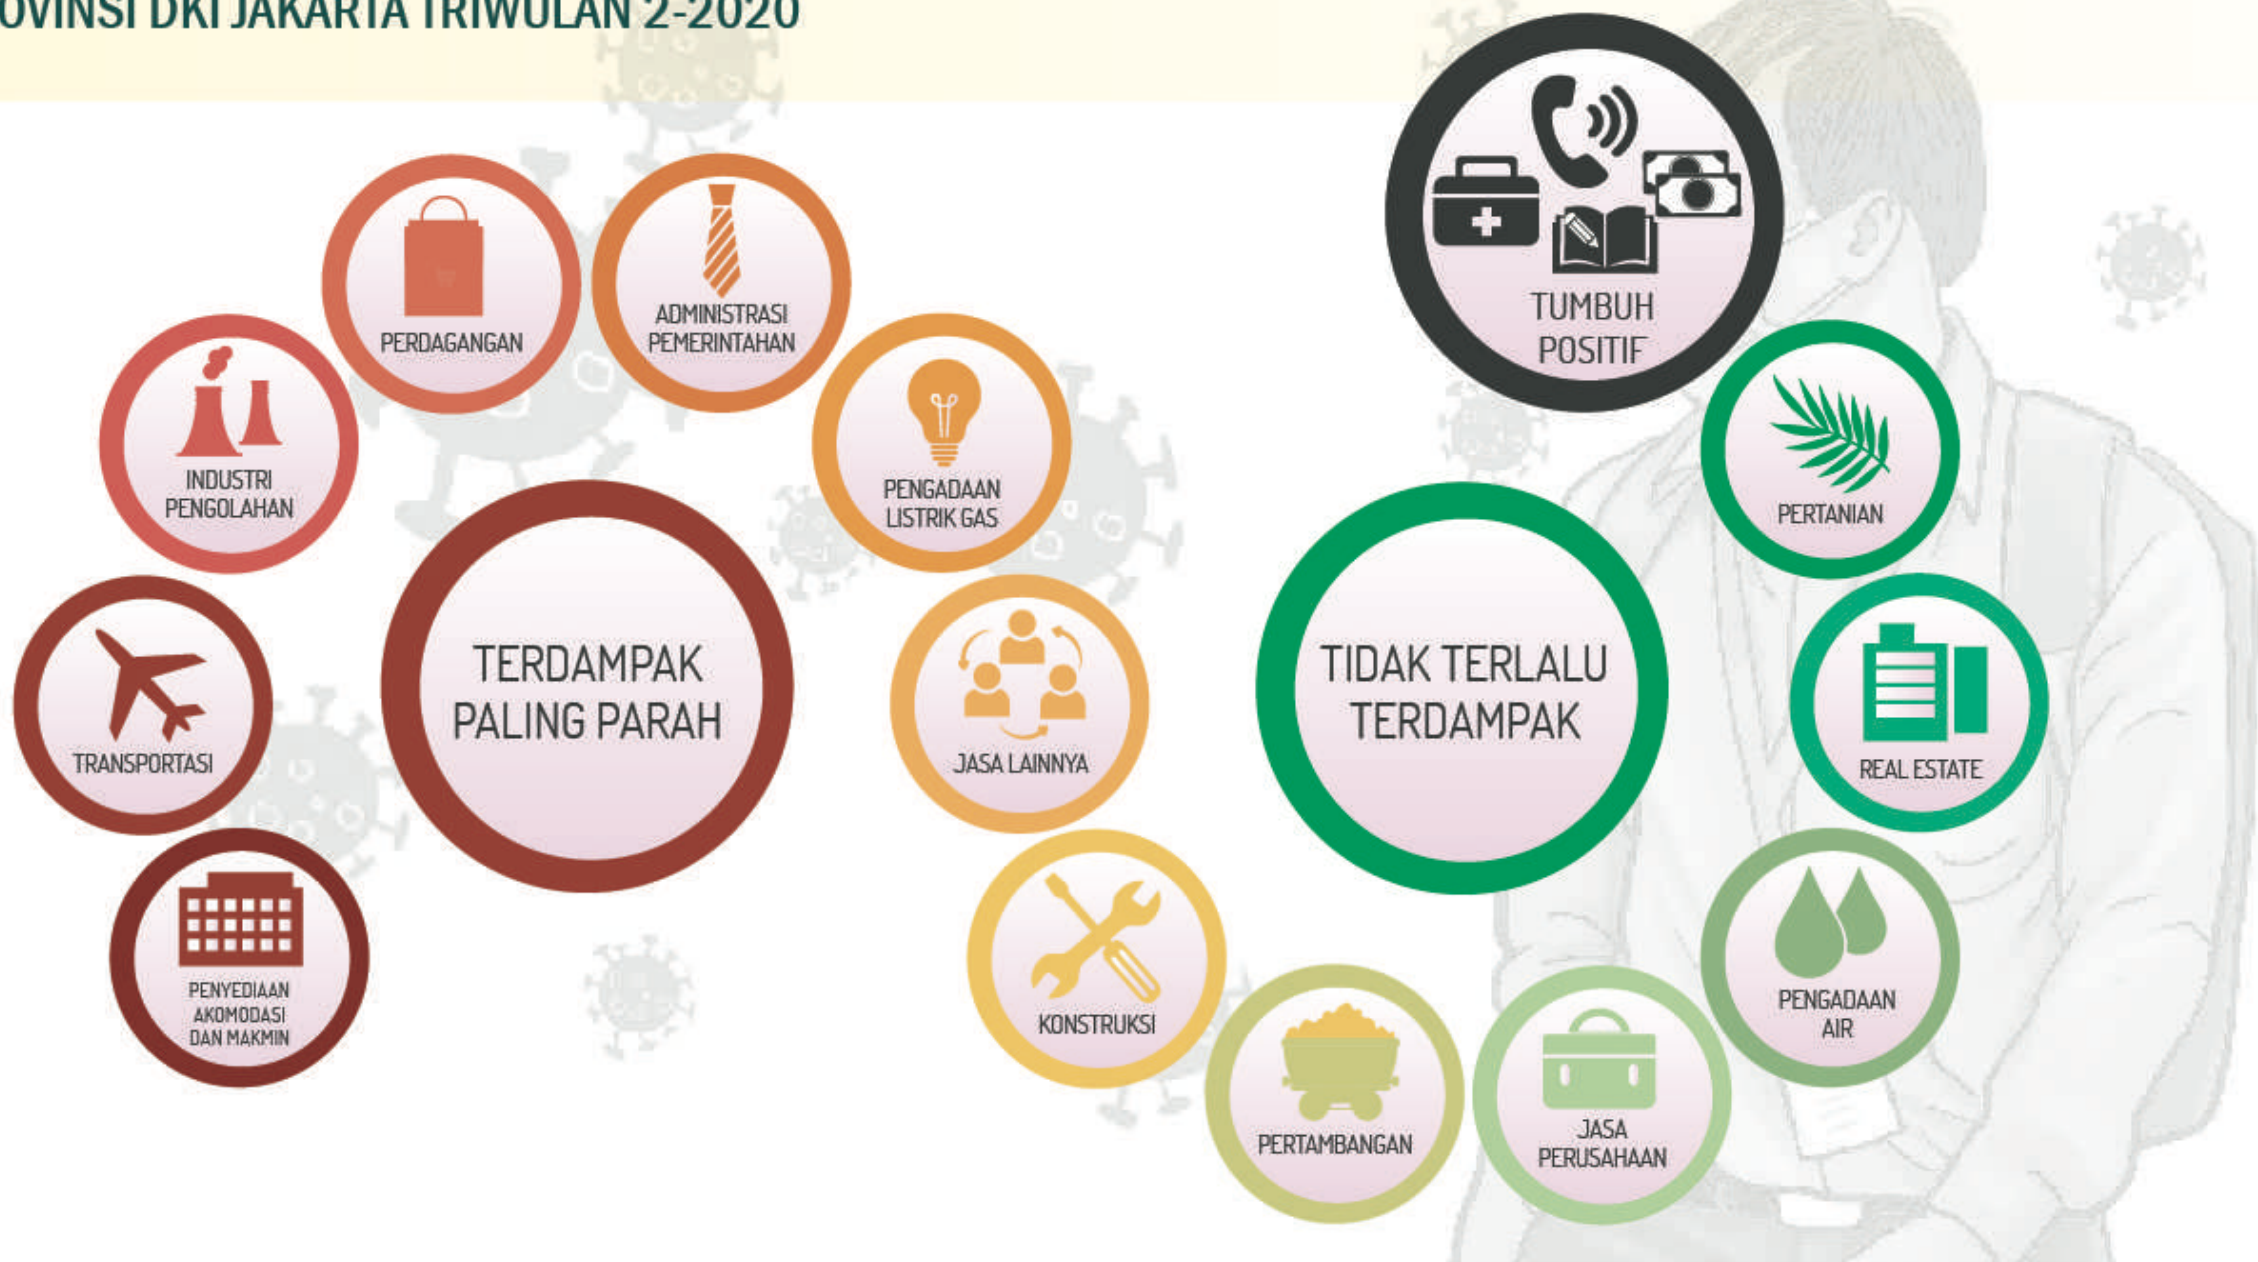 OVINSI DKI JAKARTA TRIWULAN 2-2020
TERDAMPAK
PALING PARAH
PENYEDIAAN
AKOMODASI
DAN MAKMIN
TRANSPORTASI
INDUSTRI
PENGOLAHAN
PERDAGANGAN
ADMINISTRASI
PEMERINTAHAN
PENGADAAN
LISTRIK GAS
JASA LAINNYA
KONSTRUKSI
PERTAMBANGAN
JASA
PERUSAHAAN
PENGADAAN
AIR
REAL ESTATE
PERTANIAN
TUMBUH
POSITIF
TIDAK TERLALU
TERDAMPAK